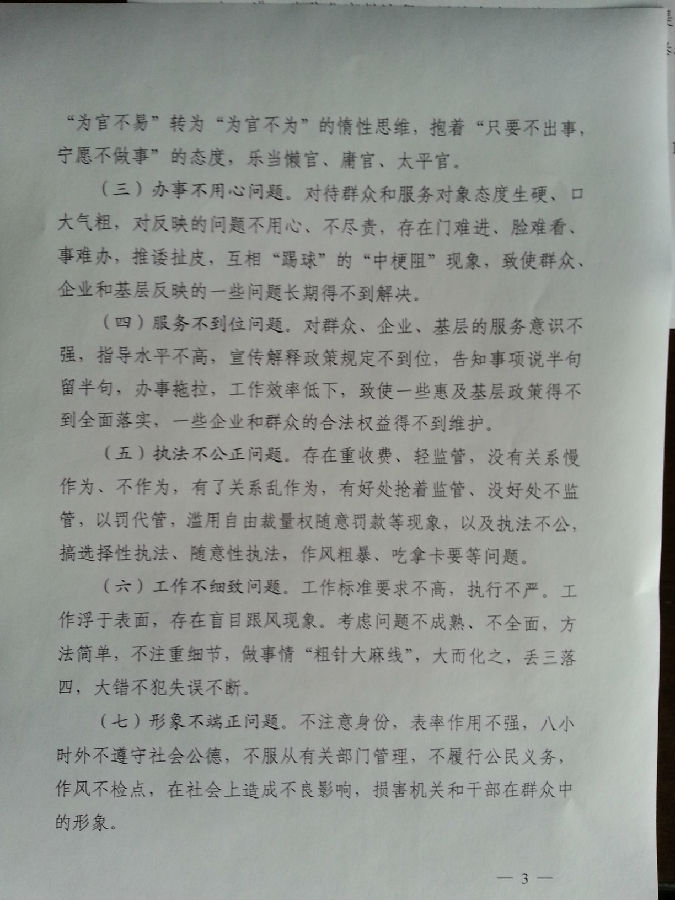 “为官不易”转为“为官不为”的惰性思维，抱着“只要不出事，
宁愿不做事”的态度，乐当懒官、庸官、太平官。
（三）办事不用心问题。对待群众和服务对象态度生硬、口
大气粗，对反映的问题不用心、不尽责，存在门难进、脸难看、
事难办，推诿扯皮，互相“踢球”的“中梗阻”现象，致使群众、
企业和基层反映的一些问题长期得不到解决。
（四）服务不到位问题。对群众、企业、基层的服务意识不
强，指导水平不高，宣传解释政策规定不到位，告知事项说半句
留半句，办事拖拉，工作效率低下，致使一些惠及基层政策得不
到全面落实，一些企业和群众的合法权益得不到维护。
（五）执法不公正问题。存在重收费、轻监管，没有关系慢
作为、不作为，有了关系乱作为，有好处抢着监管、没好处不监
管，以罚代管，滥用自由裁量权随意罚款等现象，以及执法不公，
搞选择性执法、随意性执法，作风粗暴、吃拿卡要等问题。
（六）工作不细致问题。工作标准要求不高，执行不严。工
作浮于表面，存在盲目跟风现象。考虑问题不成熟、不全面，方
法简单，不注重细节，做事情“粗针大麻线”，大而化之，丢三落
四，大错不犯失误不断。
（七）形象不端正问题。不注意身份，表率作用不强，八小
时外不遵守社会公德，不服从有关部门管理，不履行公民义务，
作风不检点，在社会上造成不良影响，损害机关和干部在群众中
的形象。
— 3 —